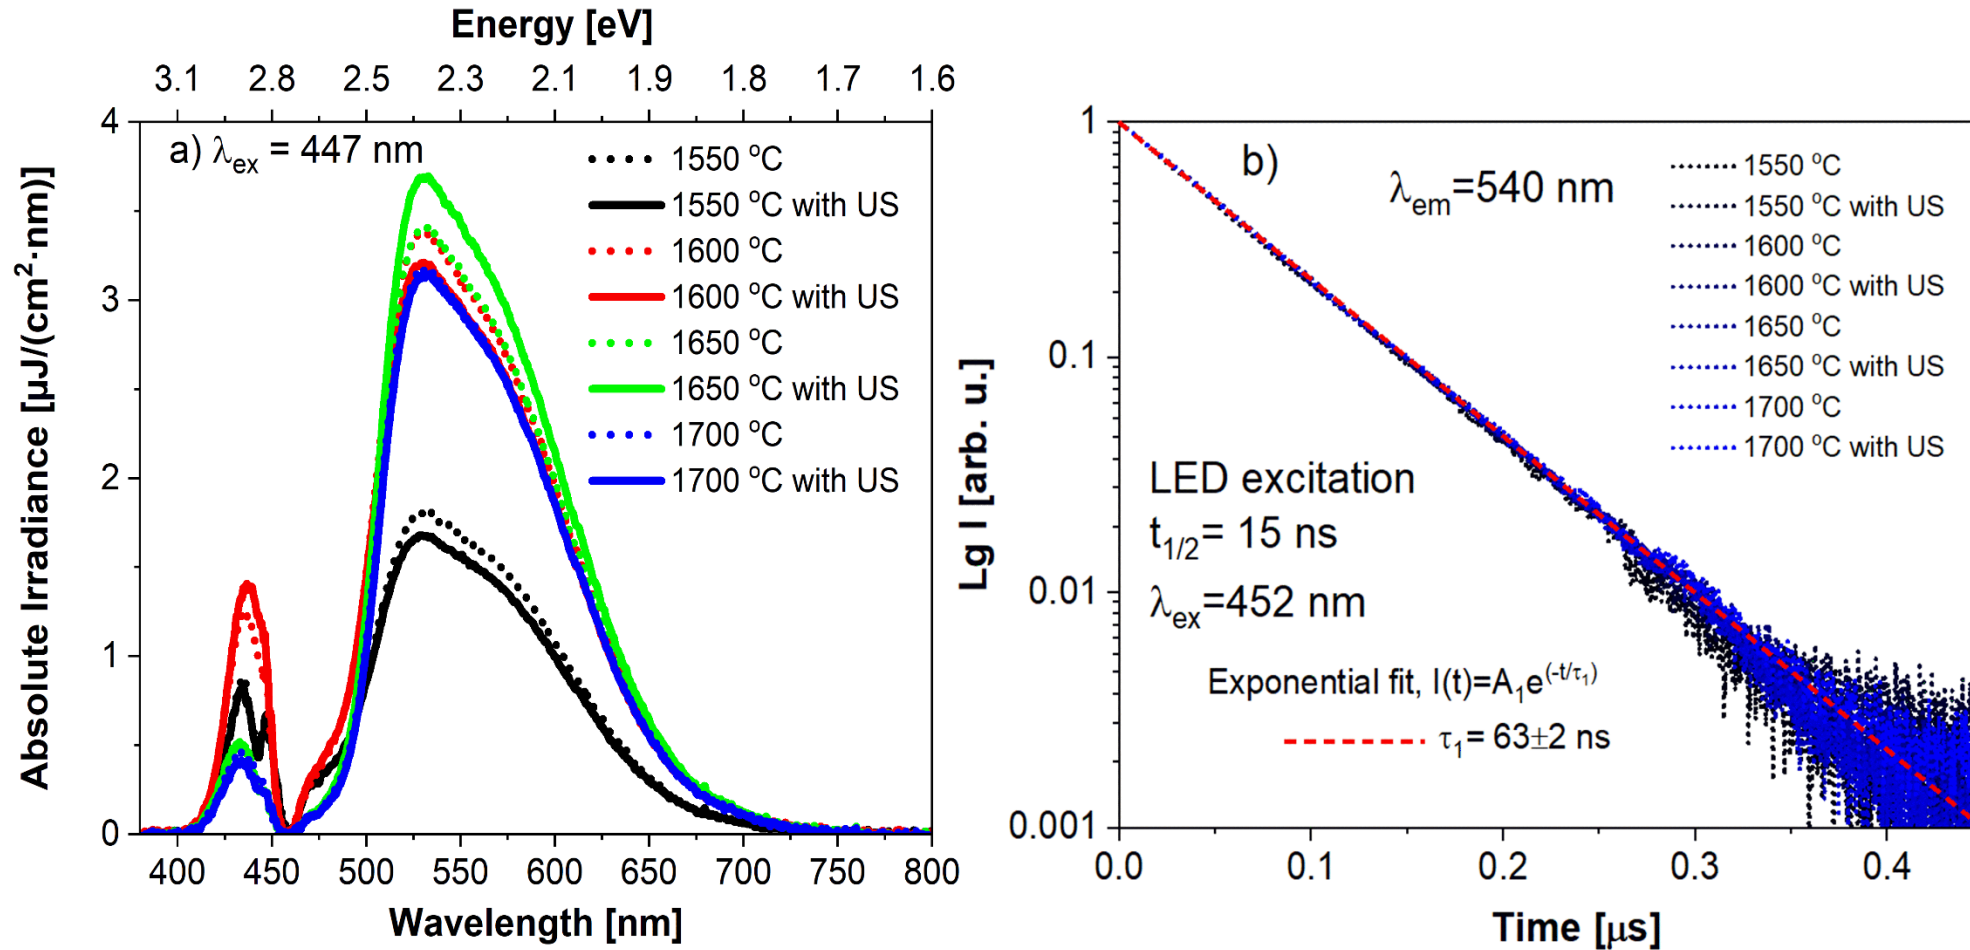 Energy [eV]
3.1 2.8 2.5 2.3 2.1 1.9 1.8 1.7 1.6
a) λex = 447 nm
1550 °C
1550 °C with US
1600 °C
1600 °C with US
1650 °C
1650 °C with US
1700 °C
1700 °C with US
4
3
2
1
0
Absolute Irradiance [µJ/(cm²·nm)]
400 450 500 550 600 650 700 750 800
Wavelength [nm]
b)
λem=540 nm
1550 °C
1550 °C with US
1600 °C
1600 °C with US
1650 °C
1650 °C with US
1700 °C
1700 °C with US
LED excitation
t1/2= 15 ns
λex=452 nm
Exponential fit, I(t)=A1e(-t/τ1)
τ1= 63±2 ns
1
0.1
0.01
0.001
Lg I [arb. u.]
0.0 0.1 0.2 0.3 0.4
Time [µs]